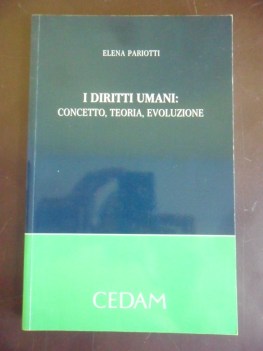 ELENA PARIOTTI
I DIRITTI UMANI:
CONCETTO, TEORIA, EVOLUZIONE
CEDAM